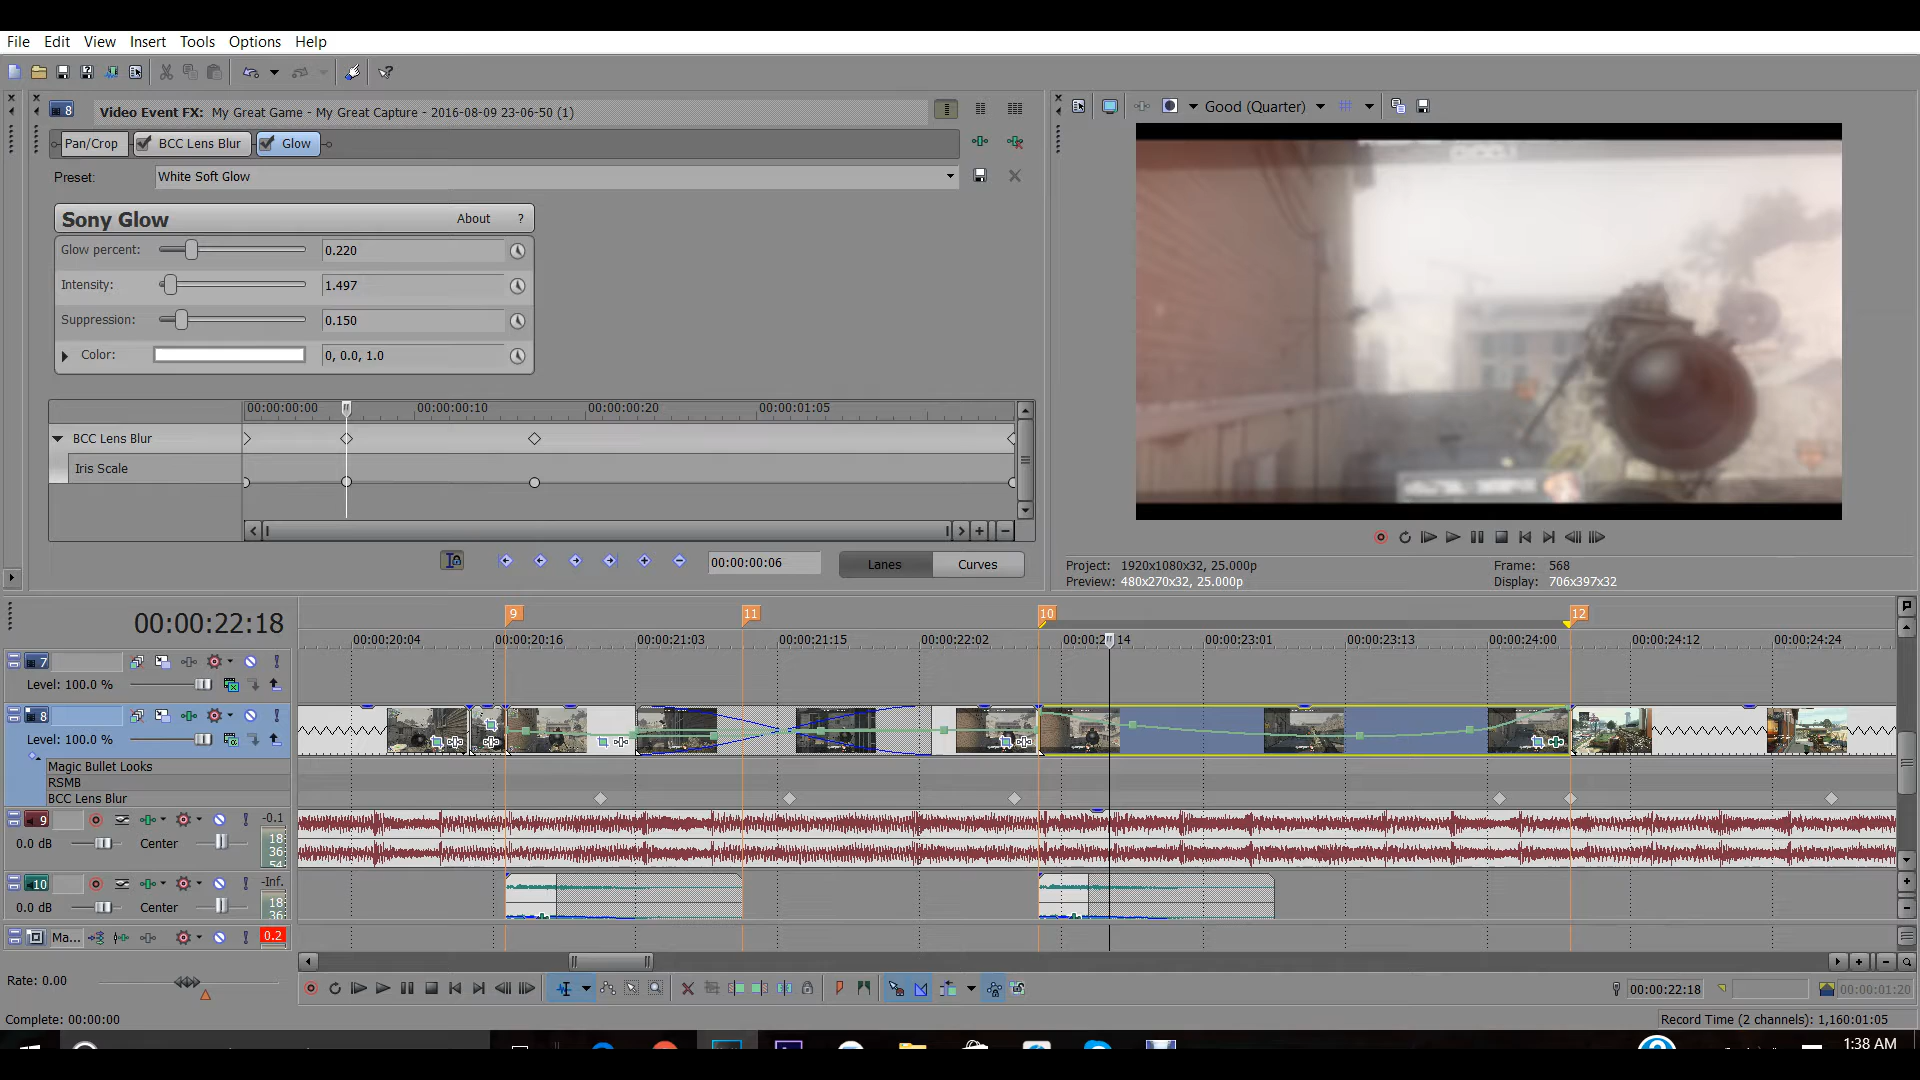 File Edit View Insert Tools Options Help
8 Video Event FX: My Great Game - My Great Capture - 2016-08-09 23-06-50 (1)
Good (Quarter)
Pan/Crop BCC Lens Blur Glow
Preset: White Soft Glow
Sony Glow About ?
Glow percent: 0.220
Intensity: 1.497
Suppression: 0.150
Color: 0, 0.0, 1.0
00:00:00:00 00:00:00:10 00:00:00:20 00:00:01:05
BCC Lens Blur
Iris Scale
00:00:00:06 Lanes Curves
Project: 1920x1080x32, 25.000p Frame: 568
Preview: 480x270x32, 25.000p Display: 706x397x32
00:00:22:18
9 11 10 12
00:00:20:04 00:00:20:16 00:00:21:03 00:00:21:15 00:00:22:02 00:00:23:01 00:00:23:13 00:00:24:00 00:00:24:12 00:00:24:24
7
Level: 100.0 %
8
Level: 100.0 %
Magic Bullet Looks
RSMB
BCC Lens Blur
9 -0.1
0.0 dB Center 18
36
10 -Inf.
0.0 dB Center 18
36
Ma... 0.2
Rate: 0.00
00:00:22:18 00:00:01:20
Complete: 00:00:00
Record Time (2 channels): 1,160:01:05
1:38 AM